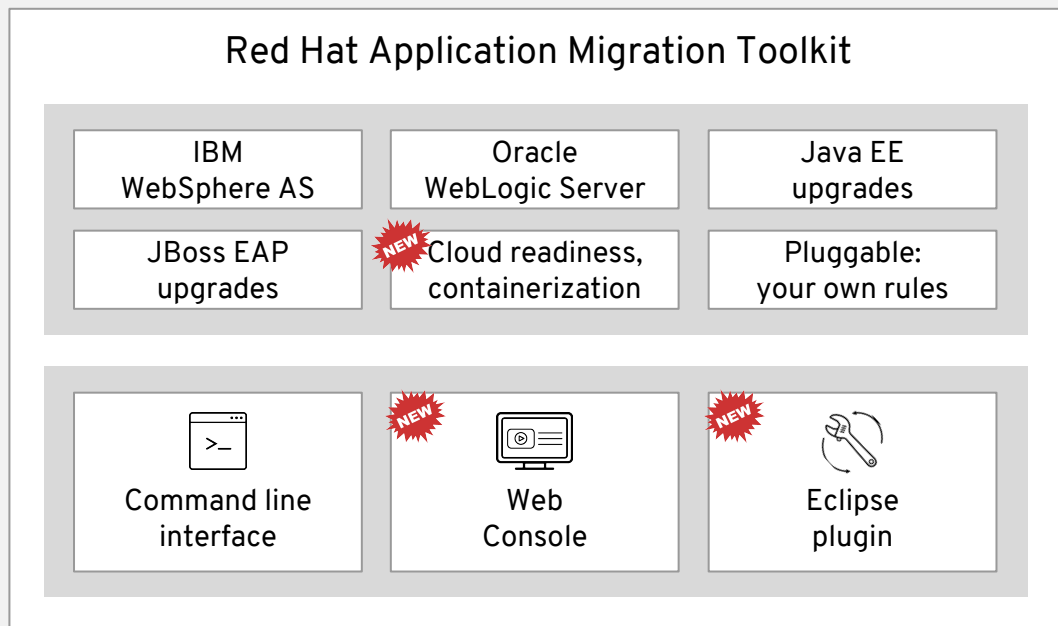 Red Hat Application Migration Toolkit
IBM
WebSphere AS
Oracle
WebLogic Server
Java EE
upgrades
JBoss EAP
upgrades
NEW
Cloud readiness,
containerization
Pluggable:
your own rules
>_
Command line
interface
NEW
Web
Console
NEW
Eclipse
plugin